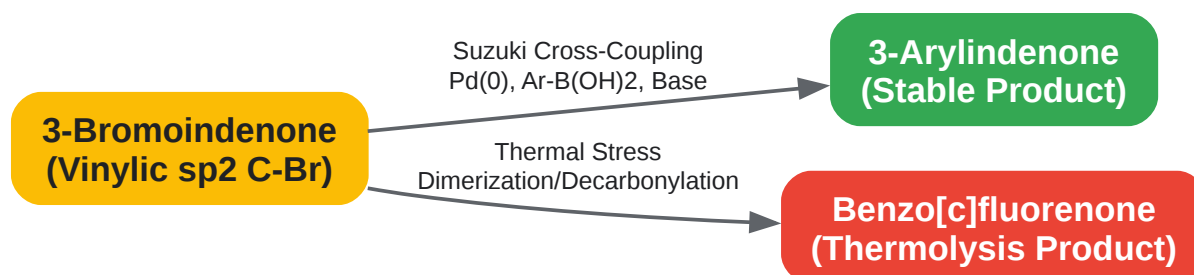 3-Bromoindenone
(Vinylic sp2 C-Br)
Suzuki Cross-Coupling
Pd(0), Ar-B(OH)2, Base
3-Arylindenone
(Stable Product)
Thermal Stress
Dimerization/Decarbonylation
Benzo[c]fluorenone
(Thermolysis Product)